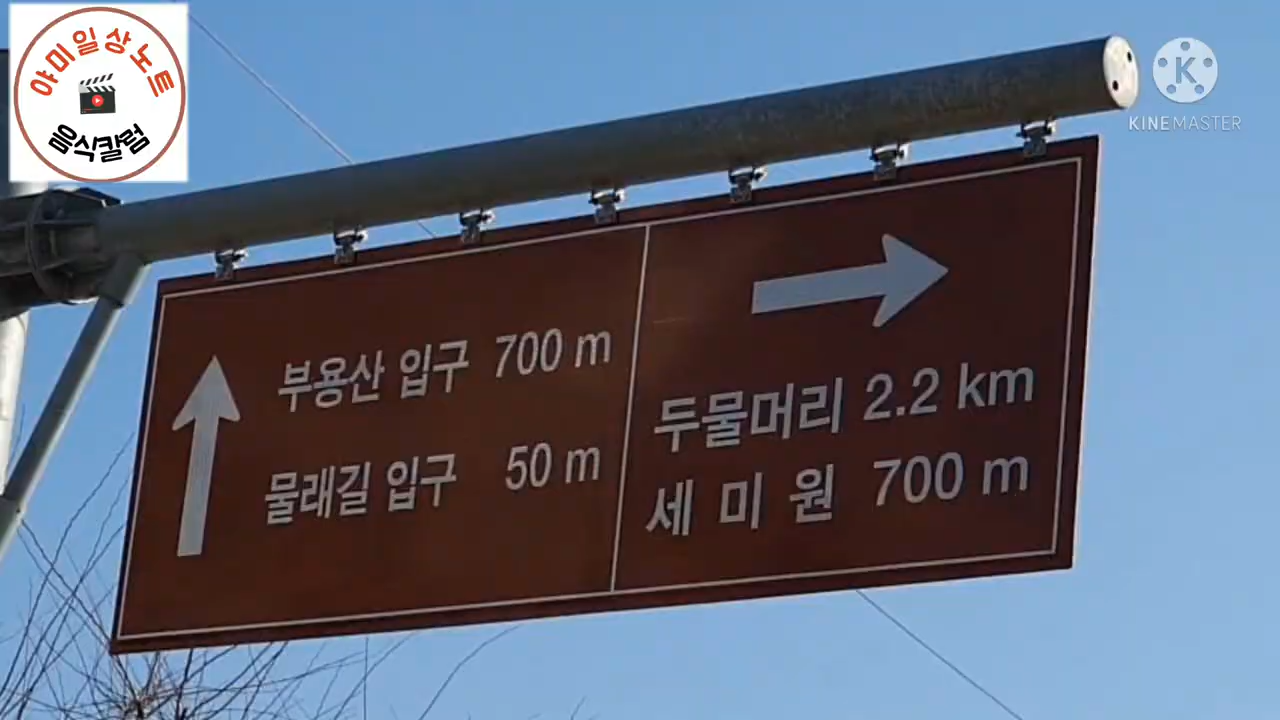 야미일상노트
음식칼럼
KINEMASTER
부용산 입구 700 m
물래길 입구 50 m
두물머리 2.2 km
세 미 원 700 m